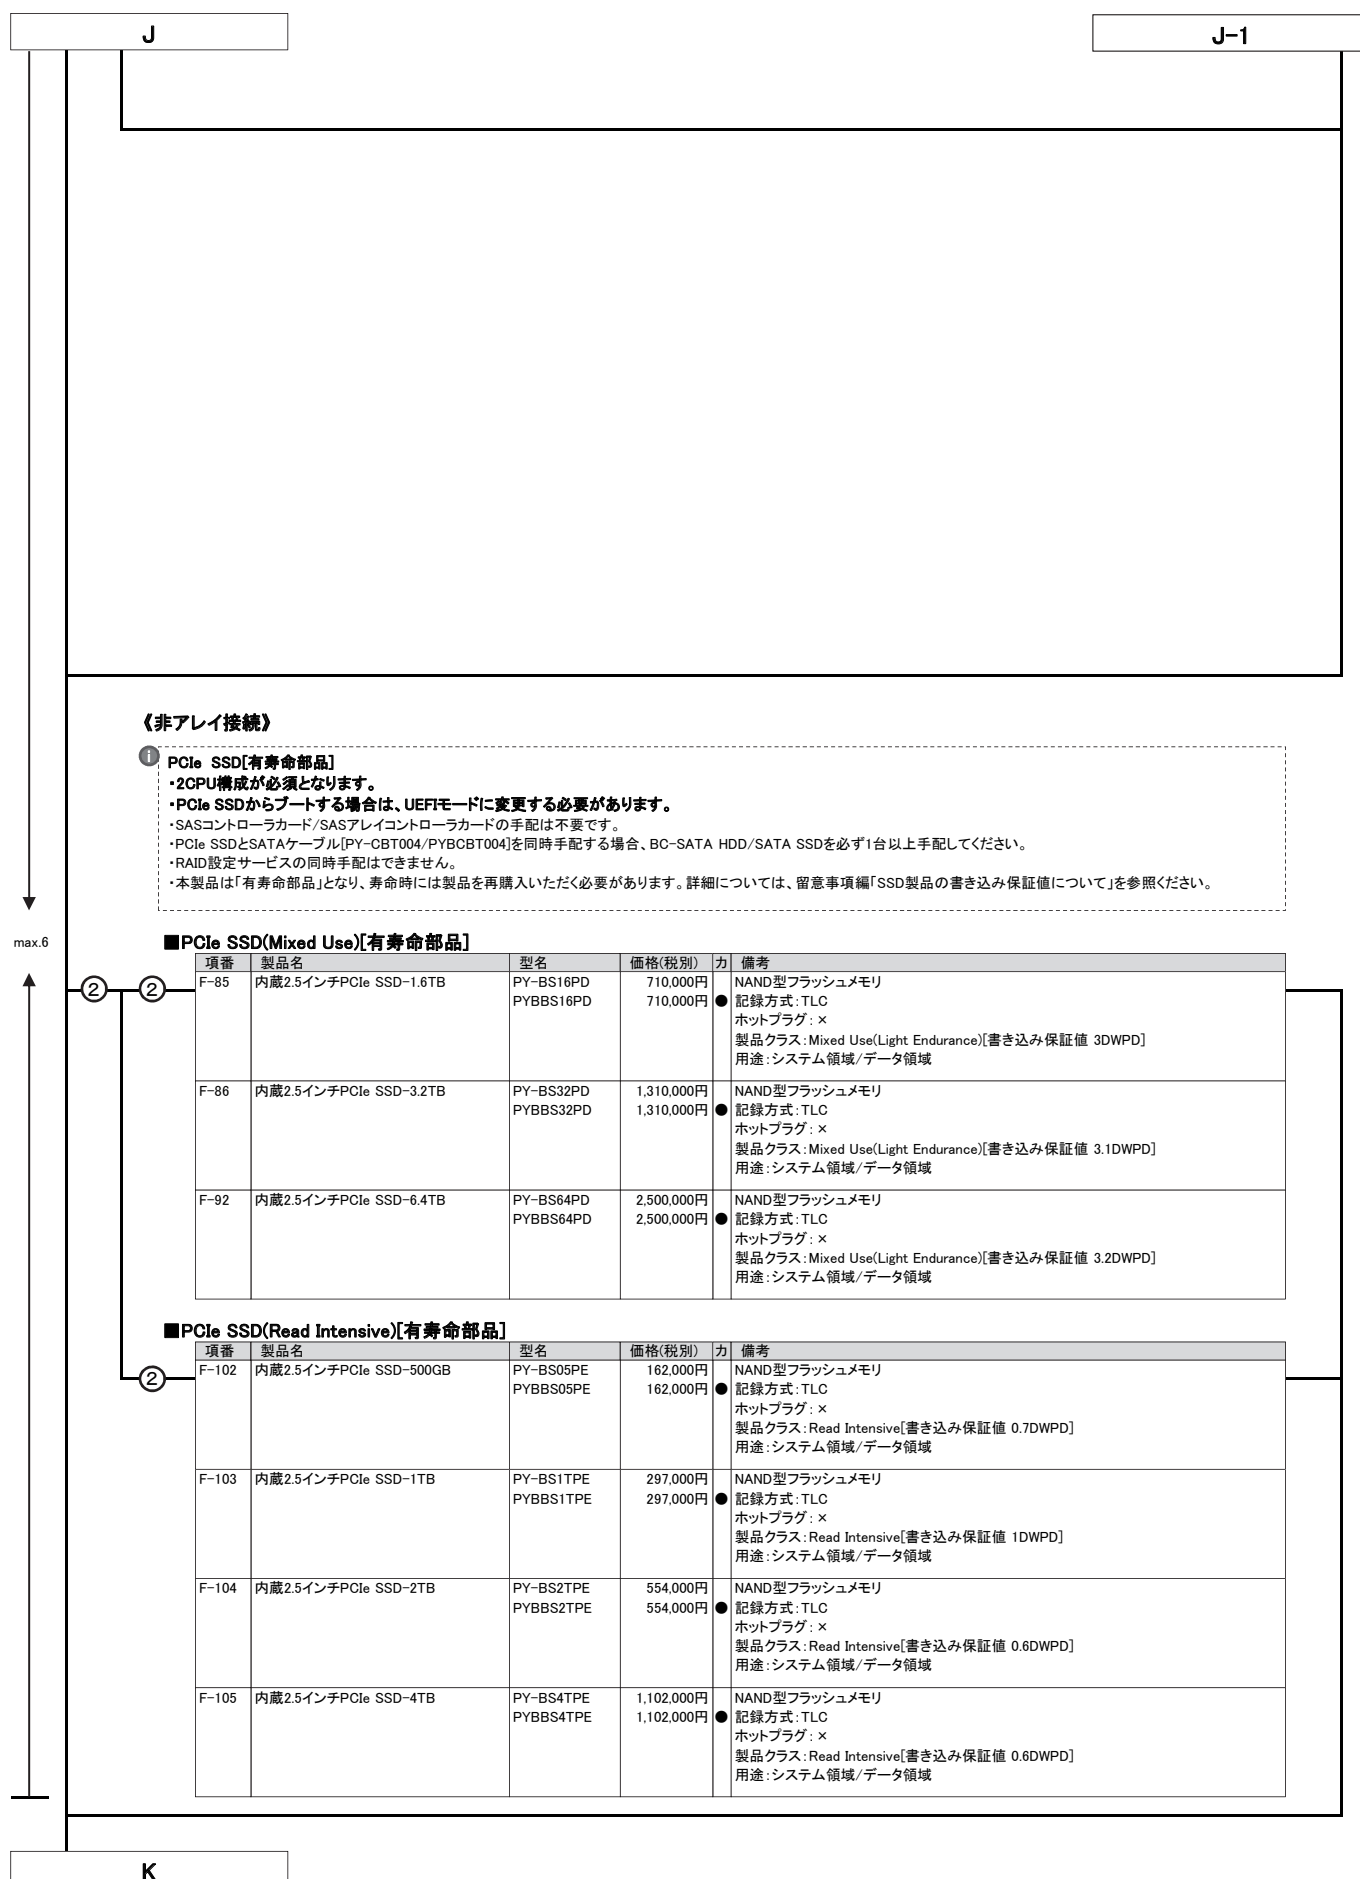 J
J-1
《非アレイ接続》
i
PCIe SSD[有寿命部品]
・2CPU構成が必須となります。
・PCIe SSDからブートする場合は、UEFIモードに変更する必要があります。
・SASコントローラカード/SASアレイコントローラカードの手配は不要です。
・PCIe SSDとSATAケーブル[PY-CBT004/PYBCBT004]を同時手配する場合、BC-SATA HDD/SATA SSDを必ず1台以上手配してください。
・RAID設定サービスの同時手配はできません。
・本製品は「有寿命部品」となり、寿命時には製品を再購入いただく必要があります。詳細については、留意事項編「SSD製品の書き込み保証値について」を参照ください。
max.6
■PCIe SSD(Mixed Use)[有寿命部品]
項番 製品名 型名 価格(税別) カ 備考
② ② F-85 内蔵2.5インチPCIe SSD-1.6TB PY-BS16PD 710,000円 NAND型フラッシュメモリ
PYBBS16PD 710,000円 ● 記録方式：TLC
ホットプラグ：×
製品クラス：Mixed Use(Light Endurance)[書き込み保証値 3DWPD]
用途：システム領域/データ領域
F-86 内蔵2.5インチPCIe SSD-3.2TB PY-BS32PD 1,310,000円 NAND型フラッシュメモリ
PYBBS32PD 1,310,000円 ● 記録方式：TLC
ホットプラグ：×
製品クラス：Mixed Use(Light Endurance)[書き込み保証値 3.1DWPD]
用途：システム領域/データ領域
F-92 内蔵2.5インチPCIe SSD-6.4TB PY-BS64PD 2,500,000円 NAND型フラッシュメモリ
PYBBS64PD 2,500,000円 ● 記録方式：TLC
ホットプラグ：×
製品クラス：Mixed Use(Light Endurance)[書き込み保証値 3.2DWPD]
用途：システム領域/データ領域
■PCIe SSD(Read Intensive)[有寿命部品]
項番 製品名 型名 価格(税別) カ 備考
② F-102 内蔵2.5インチPCIe SSD-500GB PY-BS05PE 162,000円 NAND型フラッシュメモリ
PYBBS05PE 162,000円 ● 記録方式：TLC
ホットプラグ：×
製品クラス：Read Intensive[書き込み保証値 0.7DWPD]
用途：システム領域/データ領域
F-103 内蔵2.5インチPCIe SSD-1TB PY-BS1TPE 297,000円 NAND型フラッシュメモリ
PYBBS1TPE 297,000円 ● 記録方式：TLC
ホットプラグ：×
製品クラス：Read Intensive[書き込み保証値 1DWPD]
用途：システム領域/データ領域
F-104 内蔵2.5インチPCIe SSD-2TB PY-BS2TPE 554,000円 NAND型フラッシュメモリ
PYBBS2TPE 554,000円 ● 記録方式：TLC
ホットプラグ：×
製品クラス：Read Intensive[書き込み保証値 0.6DWPD]
用途：システム領域/データ領域
F-105 内蔵2.5インチPCIe SSD-4TB PY-BS4TPE 1,102,000円 NAND型フラッシュメモリ
PYBBS4TPE 1,102,000円 ● 記録方式：TLC
ホットプラグ：×
製品クラス：Read Intensive[書き込み保証値 0.6DWPD]
用途：システム領域/データ領域
K